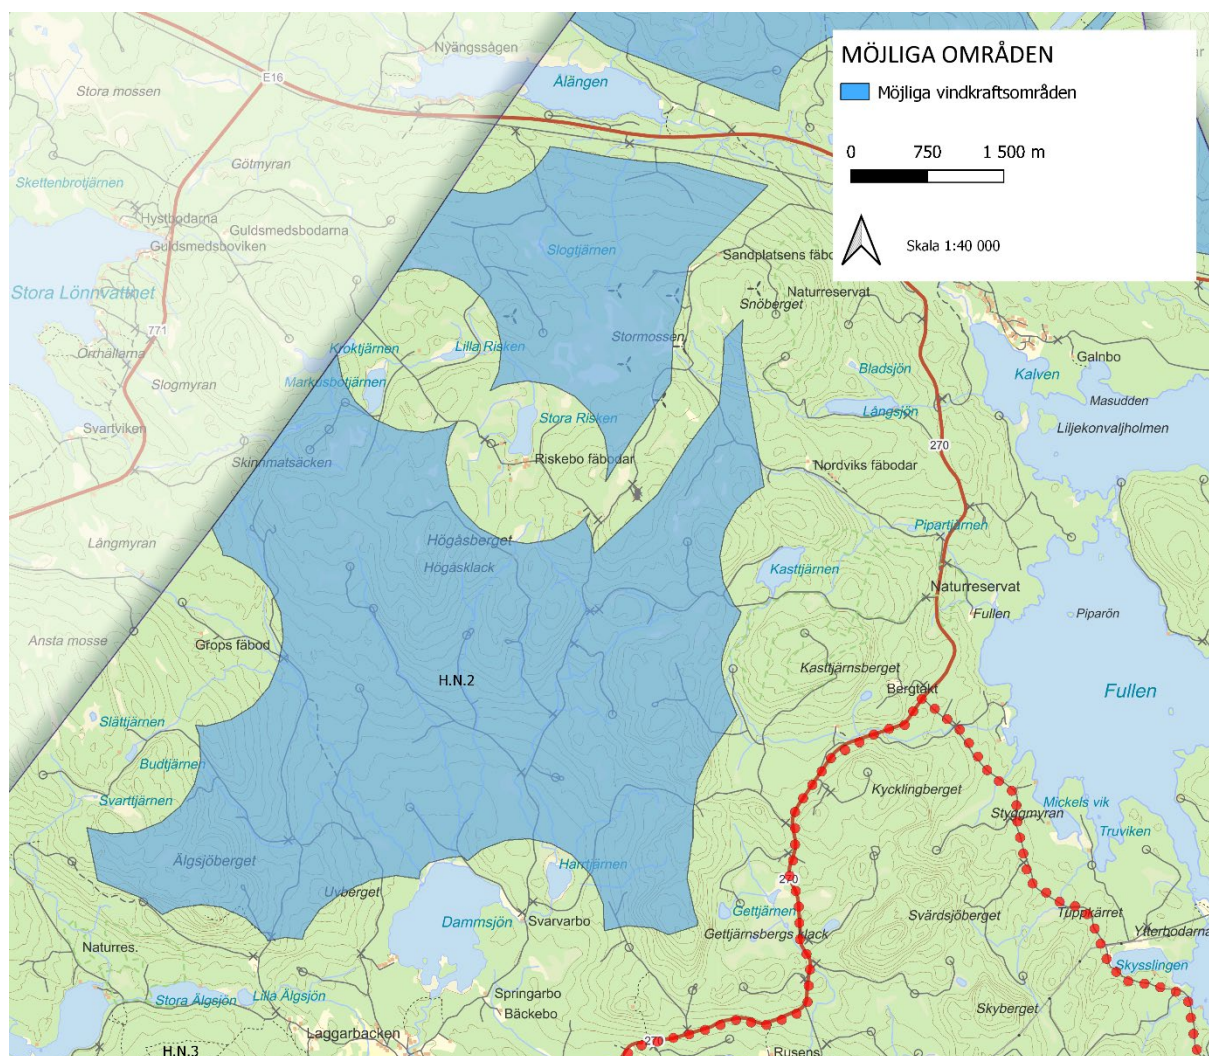 MÖJLIGA OMRÅDEN
Möjliga vindkraftsområden
0 750 1 500 m
Skala 1:40 000
Nyängssågen
E16
Ålängen
Stora mossen
Götmyran
Skettenbrotjärnen
Hystbodarna
Guldsmedsbodarna
Guldsmedsboviken
Slogtjärnen
Sandplatsens fäbo
Stora Lönnvattnet
Naturreservat
Snöberget
771
Stormossen
Orrhällarna
Kroktjärnen
Lilla Risken
Galnbo
Bladsjön
Kalven
Slogmyran
Markusbotjärnen
Masudden
Långsjön
Stora Risken
Svartviken
Liljekonvaljholmen
270
Skinnmatsäcken
Riskebo fäbodar
Nordviks fäbodar
Pipartjärnen
Långmyran
Högåsberget
Högåsklack
Kasttjärnen
Naturreservat
Fullen
Piparön
Ansta mosse
Grops fäbod
Kasttjärnsberget
H.N.2
Bergtäkt
Fullen
Slättjärnen
Budtjärnen
Kycklingberget
Svarttjärnen
Mickels vik
Styggmyran
Truviken
Älgsjöberget
Harrtjärnen
Uvberget
270
Gettjärnen
Svärdsjöberget
Tuppkärret
Dammsjön
Svarvarbo
Gettjärnsbergs klack
Ytterbodarna
Naturres.
Skysslingen
Springarbo
Stora Älgsjön
Lilla Älgsjön
Bäckebo
Skyberget
Laggarbacken
270
H.N.3
Rusens